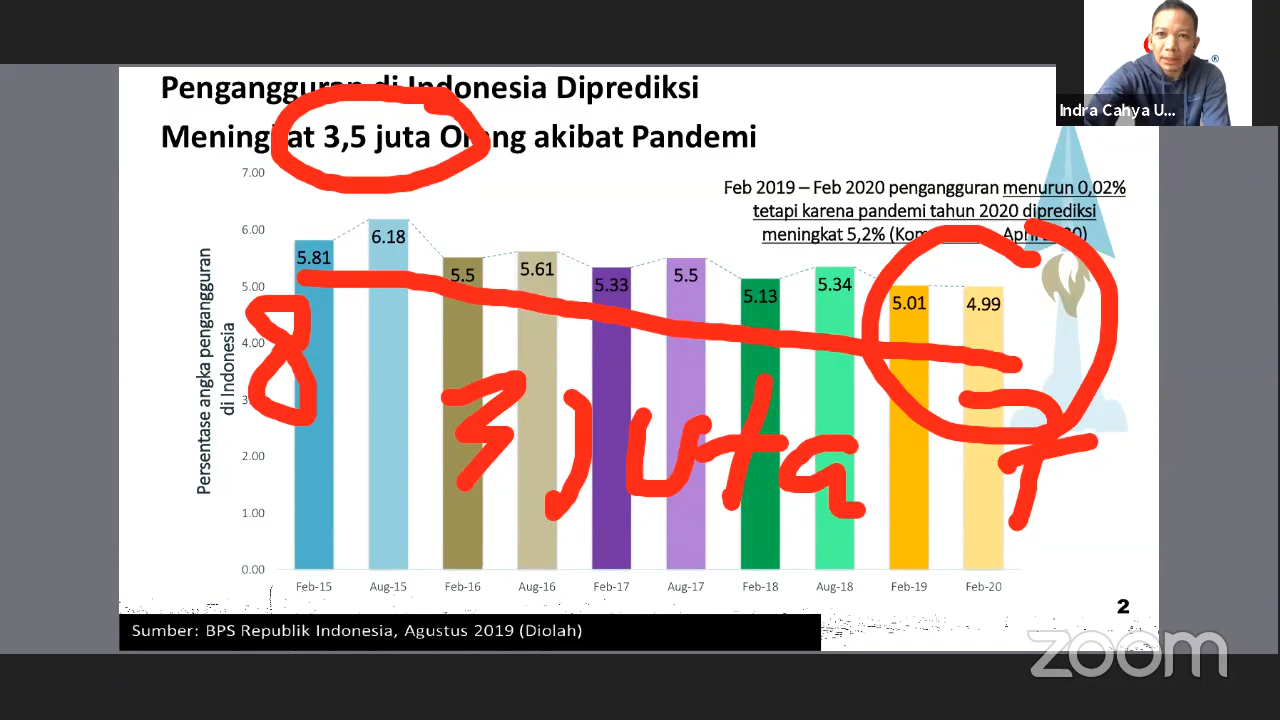 Indra Cahya U...
®
Pengangguran di Indonesia Diprediksi
Meningkat 3,5 juta Orang akibat Pandemi
Feb 2019 – Feb 2020 pengangguran menurun 0,02%
tetapi karena pandemi tahun 2020 diprediksi
meningkat 5,2% April 2020)
Persentase angka pengangguran
di Indonesia
7.00
6.00
5.00
4.00
2.00
1.00
0.00
5.81
6.18
5.5
5.61
5.33
5.5
5.13
5.34
5.01
4.99
8
juta
7
Feb-15
Aug-15
Feb-16
Aug-16
Feb-17
Aug-17
Feb-18
Aug-18
Feb-19
Feb-20
2
Sumber: BPS Republik Indonesia, Agustus 2019 (Diolah)
zoom